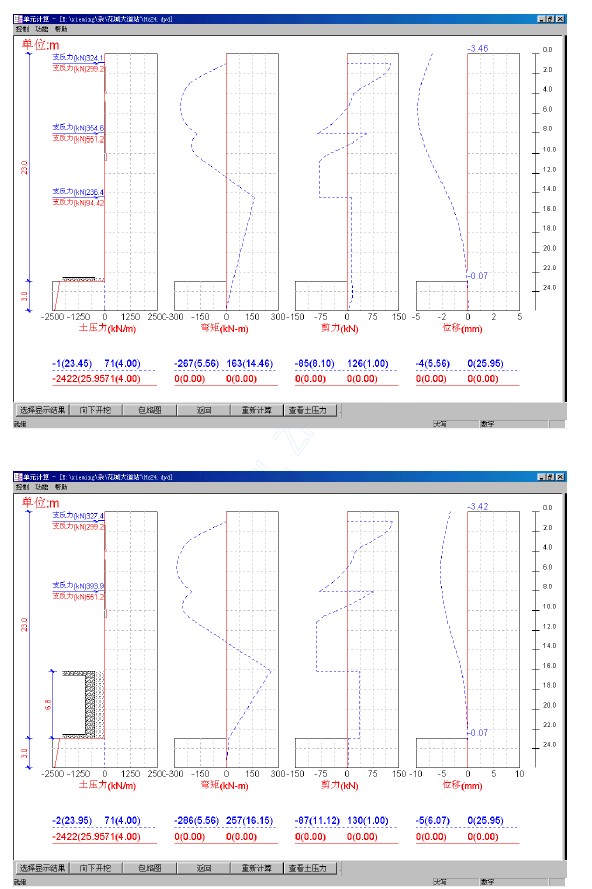 单元计算 - [E:\xieming\杂\花城大道站\Ms24.dyd]
控制 功能 帮助
单位:m
支反力(kN)324.1
支反力(kN)299.2
支反力(kN)354.6
支反力(kN)551.2
支反力(kN)236.4
支反力(kN)94.42
23.0
3.0
-3.46
-0.07
0.0
2.0
4.0
6.0
8.0
10.0
12.0
14.0
16.0
18.0
20.0
22.0
24.0
-2500 -1250 0 1250 2500
-300 -150 0 150 300
-150 -75 0 75 150
-5 -2 0 2 5
土压力(kN/m) 弯矩(kN-m) 剪力(kN) 位移(mm)
-1(23.45) 71(4.00) -267(5.56) 163(14.46) -85(8.10) 126(1.00) -4(5.56) 0(25.95)
-2422(25.9571(4.00) 0(0.00) 0(0.00) 0(0.00) 0(0.00) 0(0.00) 0(0.00)
选择显示结果 向下开挖 包络图 返回 重新计算 查看土压力
就绪 大写 数字
单元计算 - [E:\xieming\杂\花城大道站\Ms24.dyd]
控制 功能 帮助
单位:m
支反力(kN)327.4
支反力(kN)299.2
支反力(kN)393.9
支反力(kN)551.2
23.0
6.8
3.0
-3.42
-0.07
0.0
2.0
4.0
6.0
8.0
10.0
12.0
14.0
16.0
18.0
20.0
22.0
24.0
-2500 -1250 0 1250 2500
-300 -150 0 150 300
-150 -75 0 75 150
-10 -5 0 5 10
土压力(kN/m) 弯矩(kN-m) 剪力(kN) 位移(mm)
-2(23.95) 71(4.00) -286(5.56) 257(16.15) -87(11.12) 130(1.00) -5(6.07) 0(25.95)
-2422(25.9571(4.00) 0(0.00) 0(0.00) 0(0.00) 0(0.00) 0(0.00) 0(0.00)
选择显示结果 向下开挖 包络图 返回 重新计算 查看土压力
就绪 大写 数字